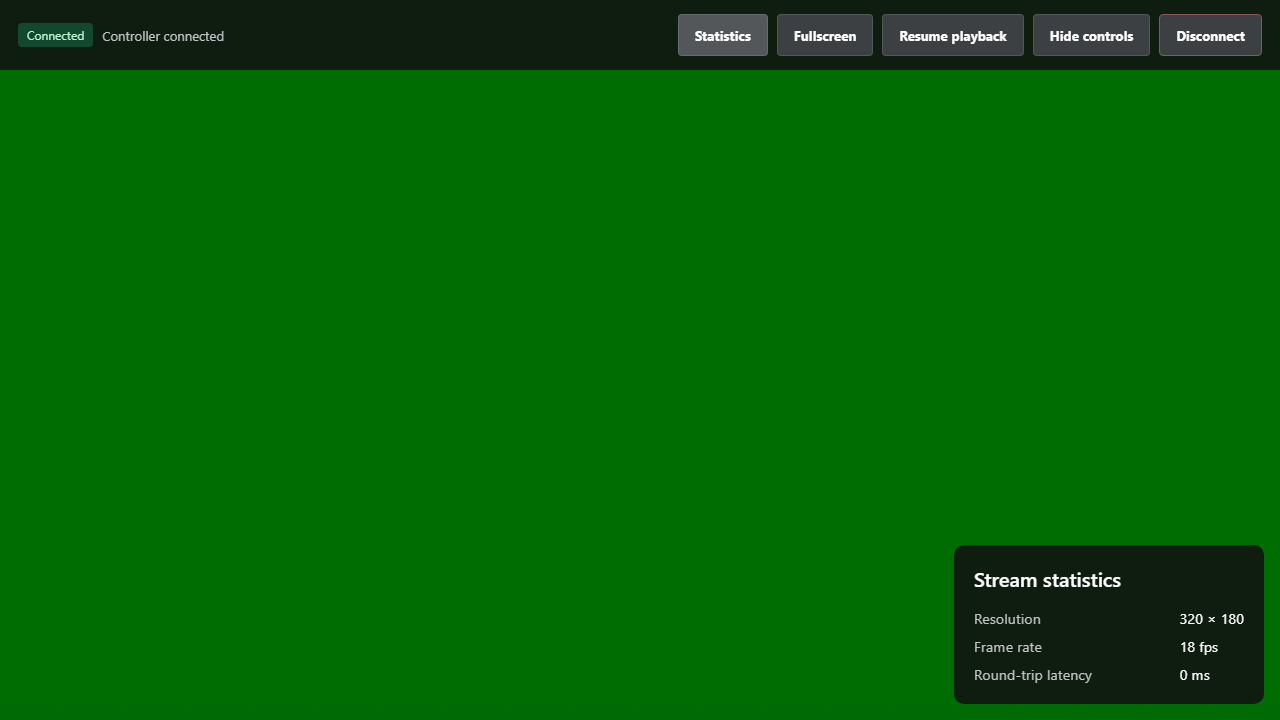 Connected Controller connected Statistics Fullscreen Resume playback Hide controls Disconnect
Stream statistics
Resolution 320 × 180
Frame rate 18 fps
Round-trip latency 0 ms